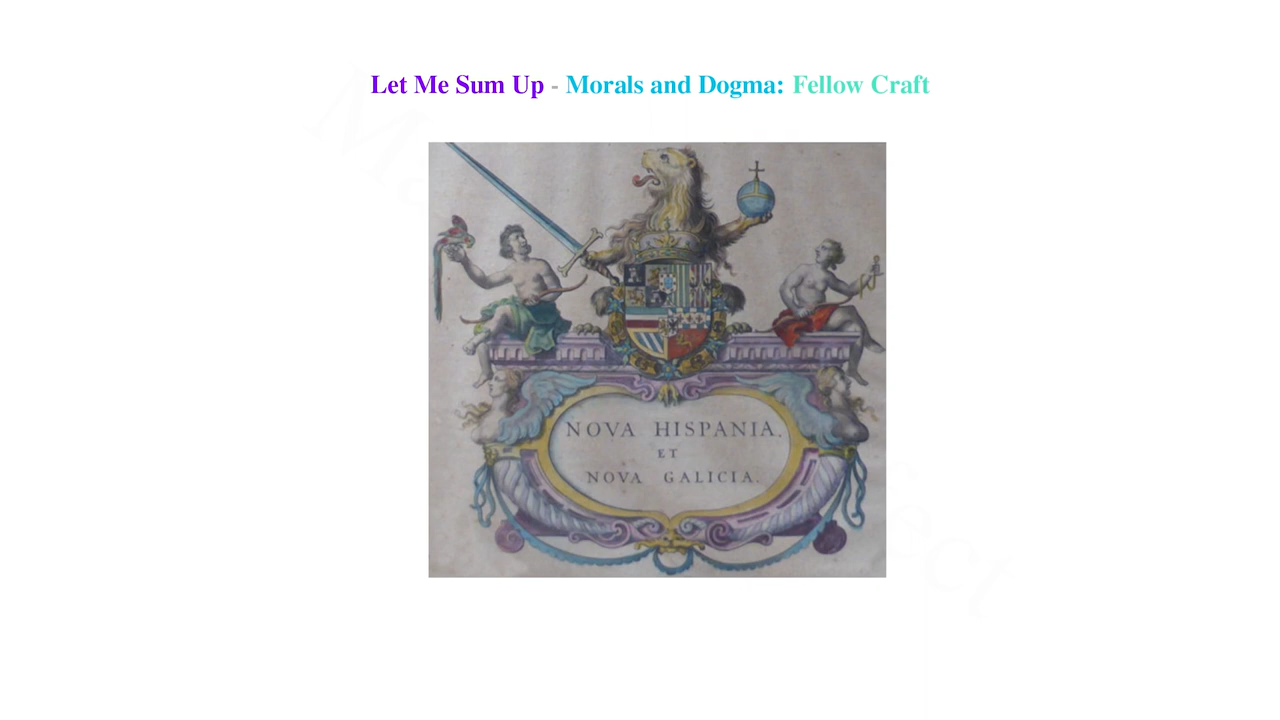 Let Me Sum Up - Morals and Dogma: Fellow Craft
NOVA HISPANIA.
ET
NOVA GALICIA.